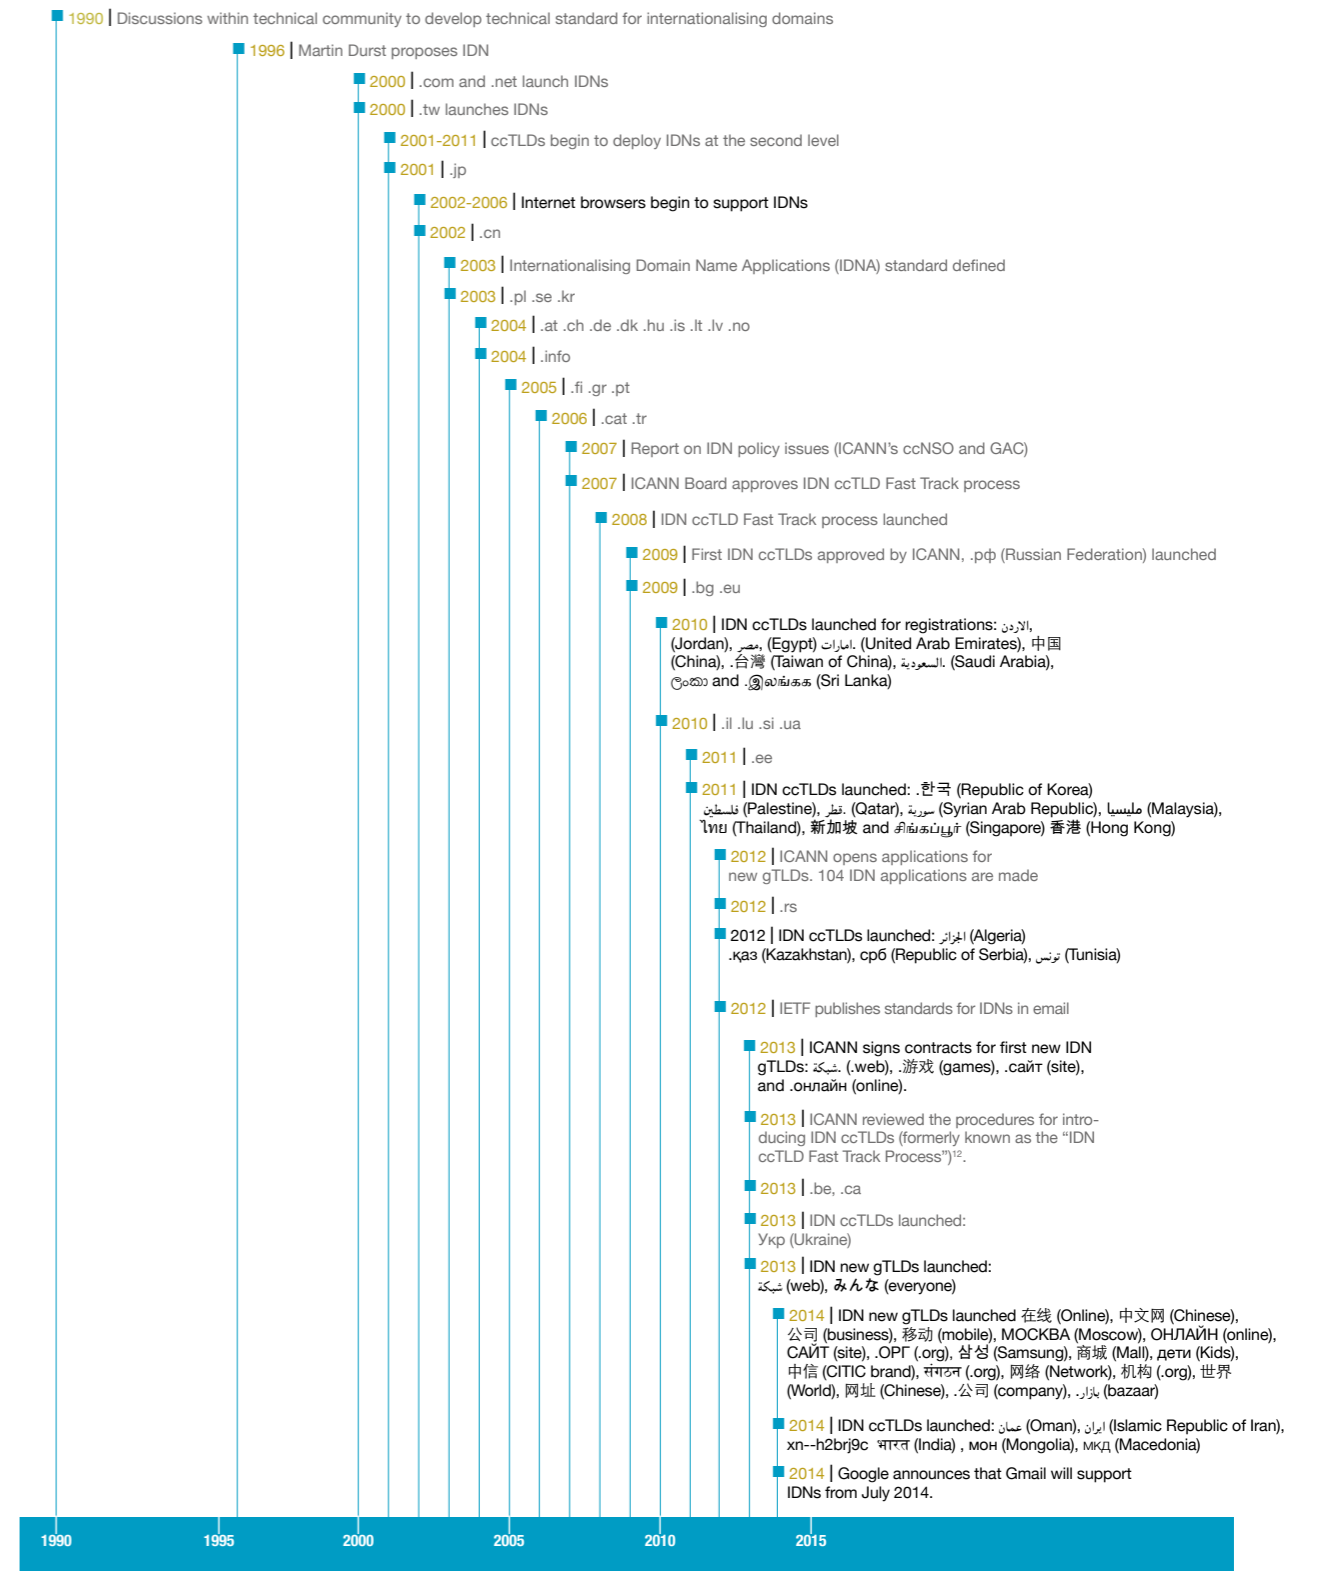 1990 | Discussions within technical community to develop technical standard for internationalising domains
1996 | Martin Durst proposes IDN
2000 | .com and .net launch IDNs
2000 | .tw launches IDNs
2001-2011 | ccTLDs begin to deploy IDNs at the second level
2001 | .jp
2002-2006 | Internet browsers begin to support IDNs
2002 | .cn
2003 | Internationalising Domain Name Applications (IDNA) standard defined
2003 | .pl .se .kr
2004 | .at .ch .de .dk .hu .is .lt .lv .no
2004 | .info
2005 | .fi .gr .pt
2006 | .cat .tr
2007 | Report on IDN policy issues (ICANN's ccNSO and GAC)
2007 | ICANN Board approves IDN ccTLD Fast Track process
2008 | IDN ccTLD Fast Track process launched
2009 | First IDN ccTLDs approved by ICANN, .рф (Russian Federation) launched
2009 | .bg .eu
2010 | IDN ccTLDs launched for registrations: الاردن,
(Jordan), مصر, (Egypt) امارات. (United Arab Emirates), 中国
(China), .台灣 (Taiwan of China), السعودية. (Saudi Arabia),
ලංකා and .இலங்கை (Sri Lanka)
2010 | .il .lu .si .ua
2011 | .ee
2011 | IDN ccTLDs launched: .한국 (Republic of Korea)
فلسطين (Palestine), قطر. (Qatar), سورية (Syrian Arab Republic), مليسيا (Malaysia),
ไทย (Thailand), 新加坡 and சிங்கப்பூர் (Singapore) 香港 (Hong Kong)
2012 | ICANN opens applications for
new gTLDs. 104 IDN applications are made
2012 | .rs
2012 | IDN ccTLDs launched: الجزائر (Algeria)
.қаз (Kazakhstan), срб (Republic of Serbia), تونس (Tunisia)
2012 | IETF publishes standards for IDNs in email
2013 | ICANN signs contracts for first new IDN
gTLDs: شبكة. (.web), .游戏 (games), .сайт (site),
and .онлайн (online).
2013 | ICANN reviewed the procedures for intro-
ducing IDN ccTLDs (formerly known as the “IDN
ccTLD Fast Track Process”)¹².
2013 | .be, .ca
2013 | IDN ccTLDs launched:
Укр (Ukraine)
2013 | IDN new gTLDs launched:
شبكة (web), みんな (everyone)
2014 | IDN new gTLDs launched 在线 (Online), 中文网 (Chinese),
公司 (business), 移动 (mobile), МОСКВА (Moscow), ОНЛАЙН (online),
САЙТ (site), .ОРГ (.org), 삼성 (Samsung), 商城 (Mall), дети (Kids),
中信 (CITIC brand), संगठन (.org), 网络 (Network), 机构 (.org), 世界
(World), 网址 (Chinese), .公司 (company), بازار. (bazaar)
2014 | IDN ccTLDs launched: عمان (Oman), ایران (Islamic Republic of Iran),
xn--h2brj9c भारत (India) , мон (Mongolia), мкд (Macedonia)
2014 | Google announces that Gmail will support
IDNs from July 2014.
1990 1995 2000 2005 2010 2015